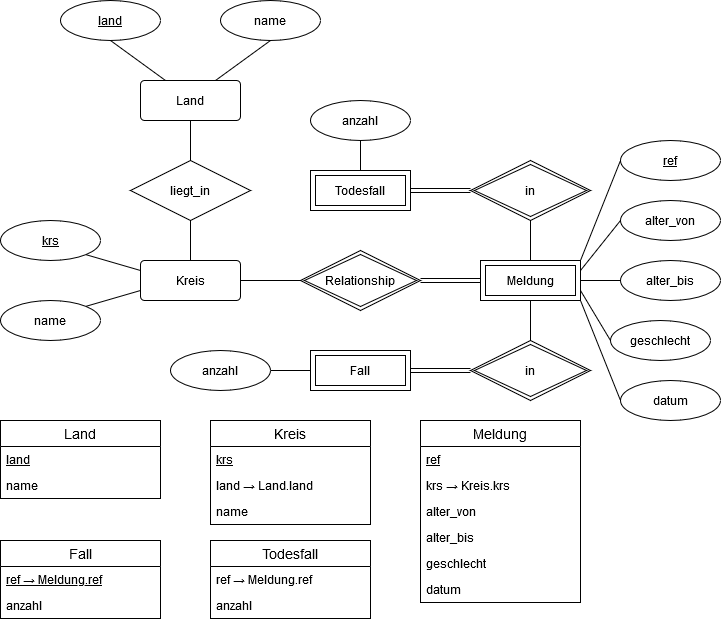 land
name
Land
anzahl
liegt_in
Todesfall
in
ref
alter_von
krs
Kreis
Relationship
Meldung
alter_bis
name
geschlecht
anzahl
Fall
in
datum
Land
land
name
Kreis
krs
land → Land.land
name
Meldung
ref
krs → Kreis.krs
alter_von
alter_bis
geschlecht
datum
Fall
ref → Meldung.ref
anzahl
Todesfall
ref → Meldung.ref
anzahl